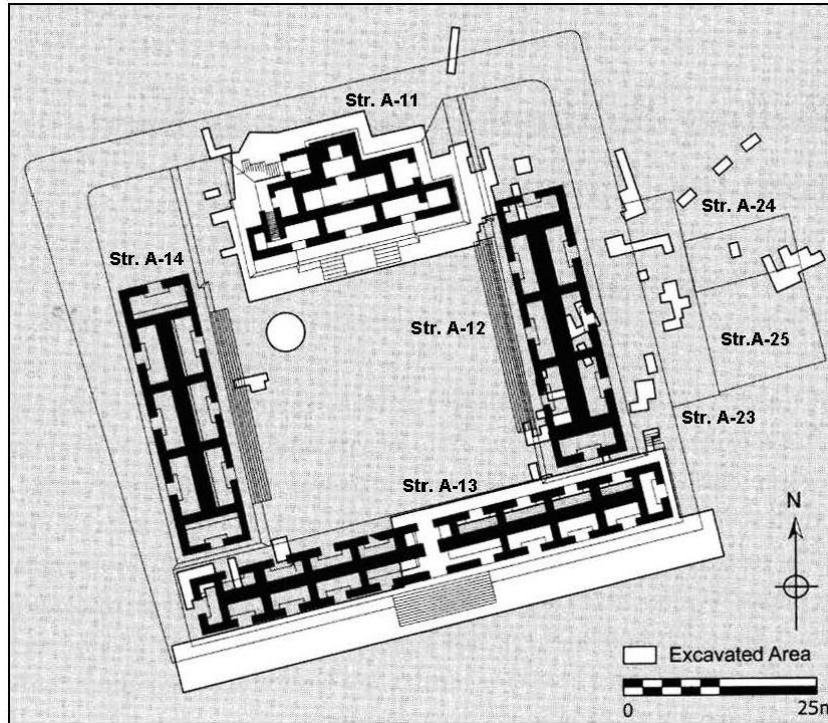 Str. A-11
Str. A-24
Str. A-14
Str. A-12
Str.A-25
Str. A-23
Str. A-13
N
Excavated Area
0 25m